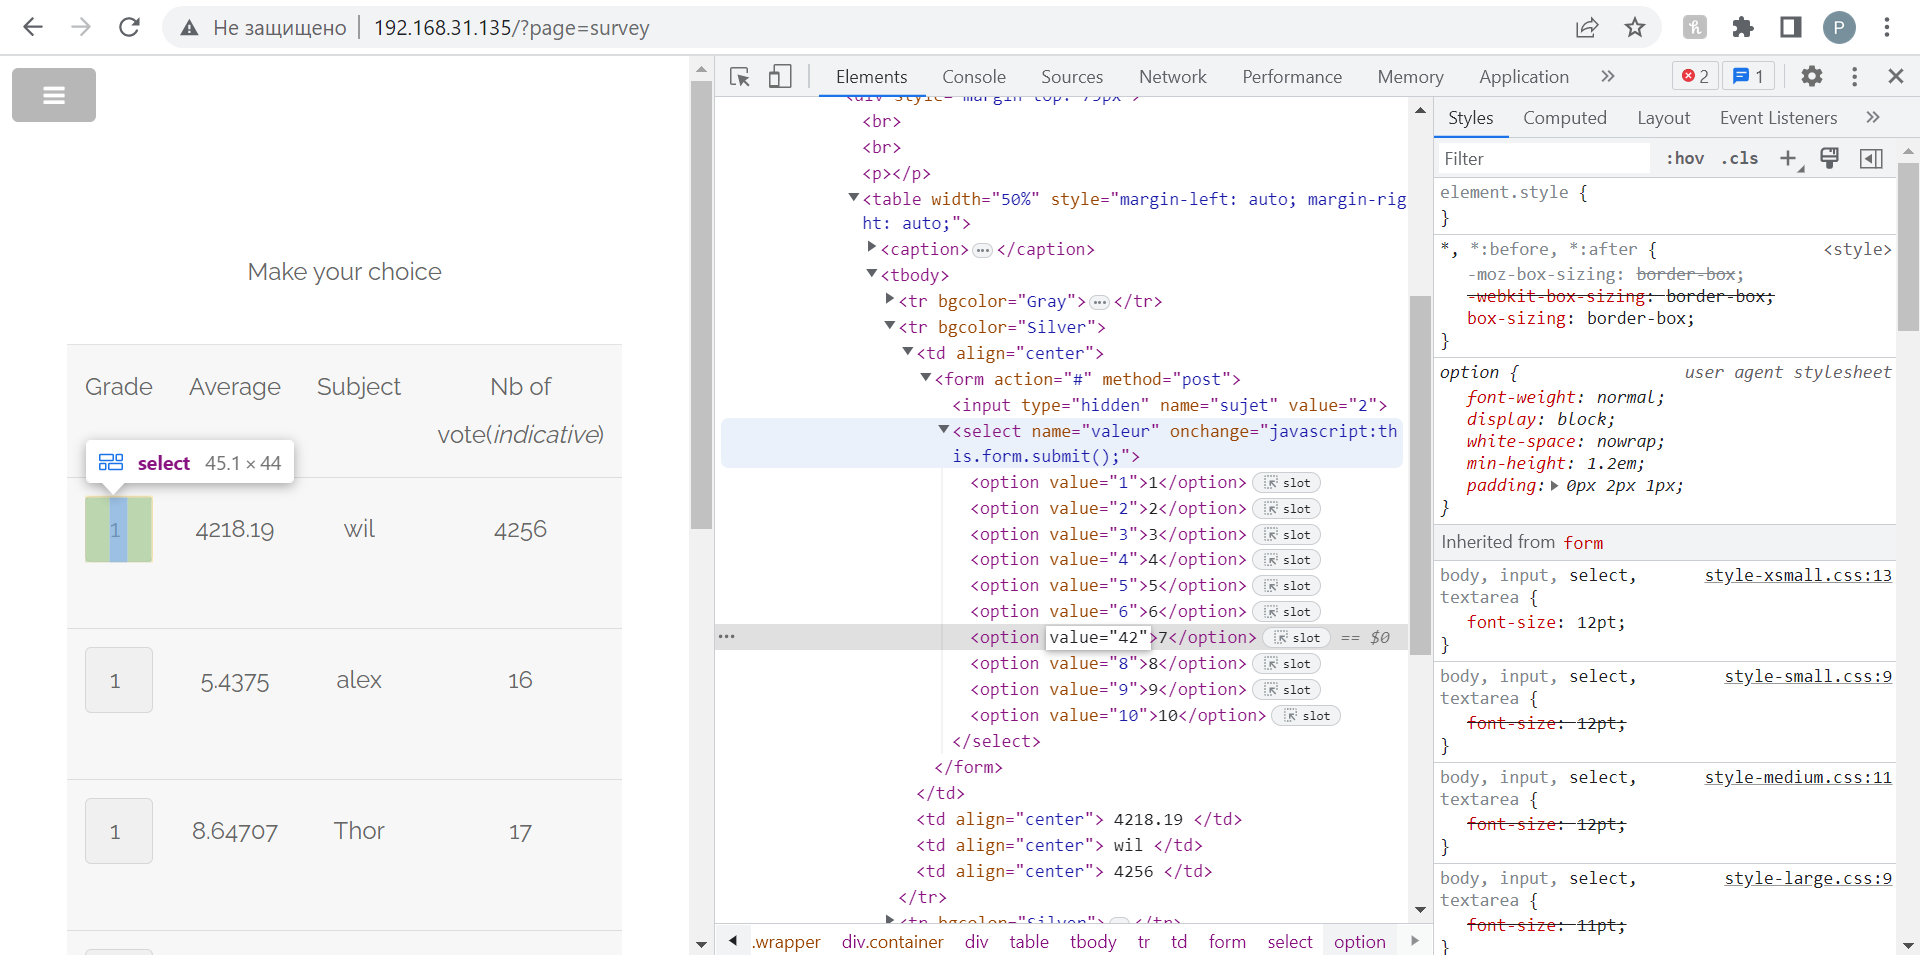 Не защищено | 192.168.31.135/?page=survey
P
Make your choice
Grade Average Subject Nb of vote(indicative)
select 45.1 × 44
1 4218.19 wil 4256
1 5.4375 alex 16
1 8.64707 Thor 17
Elements Console Sources Network Performance Memory Application » 2 1
<div style="margin-top: 75px">
<br>
<br>
<p></p>
<table width="50%" style="margin-left: auto; margin-rig
ht: auto;">
<caption>…</caption>
<tbody>
<tr bgcolor="Gray">…</tr>
<tr bgcolor="Silver">
<td align="center">
<form action="#" method="post">
<input type="hidden" name="sujet" value="2">
<select name="valeur" onchange="javascript:th
is.form.submit();">
<option value="1">1</option> slot
<option value="2">2</option> slot
<option value="3">3</option> slot
<option value="4">4</option> slot
<option value="5">5</option> slot
<option value="6">6</option> slot
… <option value="42">7</option> slot == $0
<option value="8">8</option> slot
<option value="9">9</option> slot
<option value="10">10</option> slot
</select>
</form>
</td>
<td align="center"> 4218.19 </td>
<td align="center"> wil </td>
<td align="center"> 4256 </td>
</tr>
<tr bgcolor="Silver">…</tr>
.wrapper div.container div table tbody tr td form select option
Styles Computed Layout Event Listeners »
Filter :hov .cls +
element.style {
}
*, *:before, *:after { <style>
-moz-box-sizing: border-box;
-webkit-box-sizing: border-box;
box-sizing: border-box;
}
option { user agent stylesheet
font-weight: normal;
display: block;
white-space: nowrap;
min-height: 1.2em;
padding: 0px 2px 1px;
}
Inherited from form
body, input, select, style-xsmall.css:13
textarea {
font-size: 12pt;
}
body, input, select, style-small.css:9
textarea {
font-size: 12pt;
}
body, input, select, style-medium.css:11
textarea {
font-size: 12pt;
}
body, input, select, style-large.css:9
textarea {
font-size: 11pt;
}